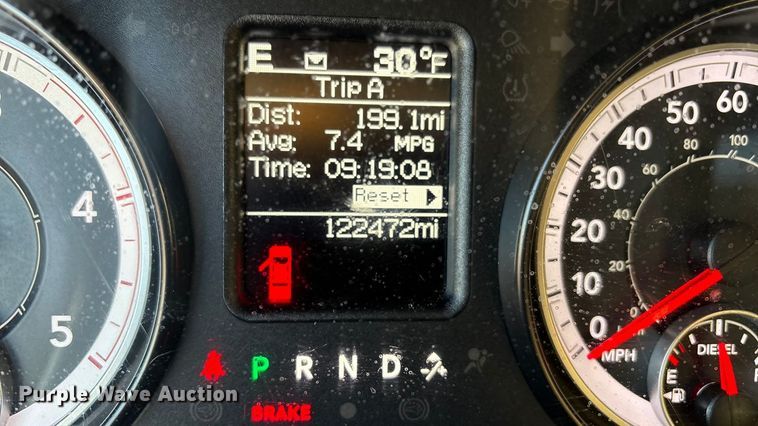 E 30°F
Trip A
Dist: 199.1mi
Avg: 7.4 MPG
Time: 09:19:08
Reset
122472mi
4
5
P R N D
BRAKE
60
50
40
30
20
10
0
MPH
100
80
60
40
20
DIESEL
E
Purple Wave Auction